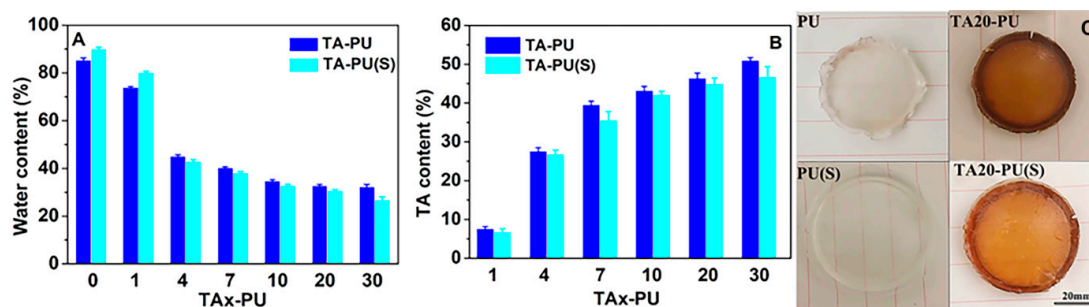 A
TA-PU
TA-PU(S)
Water content (%)
100
80
60
40
20
0
0 1 4 7 10 20 30
TAx-PU
B
TA-PU
TA-PU(S)
TA content (%)
60
50
40
30
20
10
0
1 4 7 10 20 30
TAx-PU
PU
TA20-PU
C
PU(S)
TA20-PU(S)
20mm